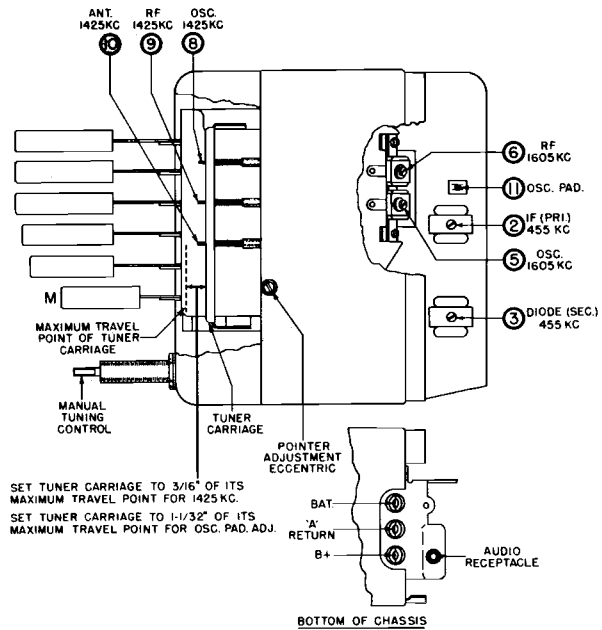 ANT.
1425KC
10
RF
1425KC
9
OSC.
1425KC
8
6
RF
1605KC
11
OSC. PAD.
2
IF (PRI.)
455 KC
5
OSC.
1605KC
3
DIODE (SEC.)
455 KC
M
MAXIMUM TRAVEL
POINT OF TUNER
CARRIAGE
MANUAL
TUNING
CONTROL
TUNER
CARRIAGE
POINTER
ADJUSTMENT
ECCENTRIC
SET TUNER CARRIAGE TO 3/16" OF ITS
MAXIMUM TRAVEL POINT FOR 1425 KC.
SET TUNER CARRIAGE TO 1-1/32" OF ITS
MAXIMUM TRAVEL POINT FOR OSC. PAD. ADJ.
BAT.
'A'
RETURN
B+
AUDIO
RECEPTACLE
BOTTOM OF CHASSIS